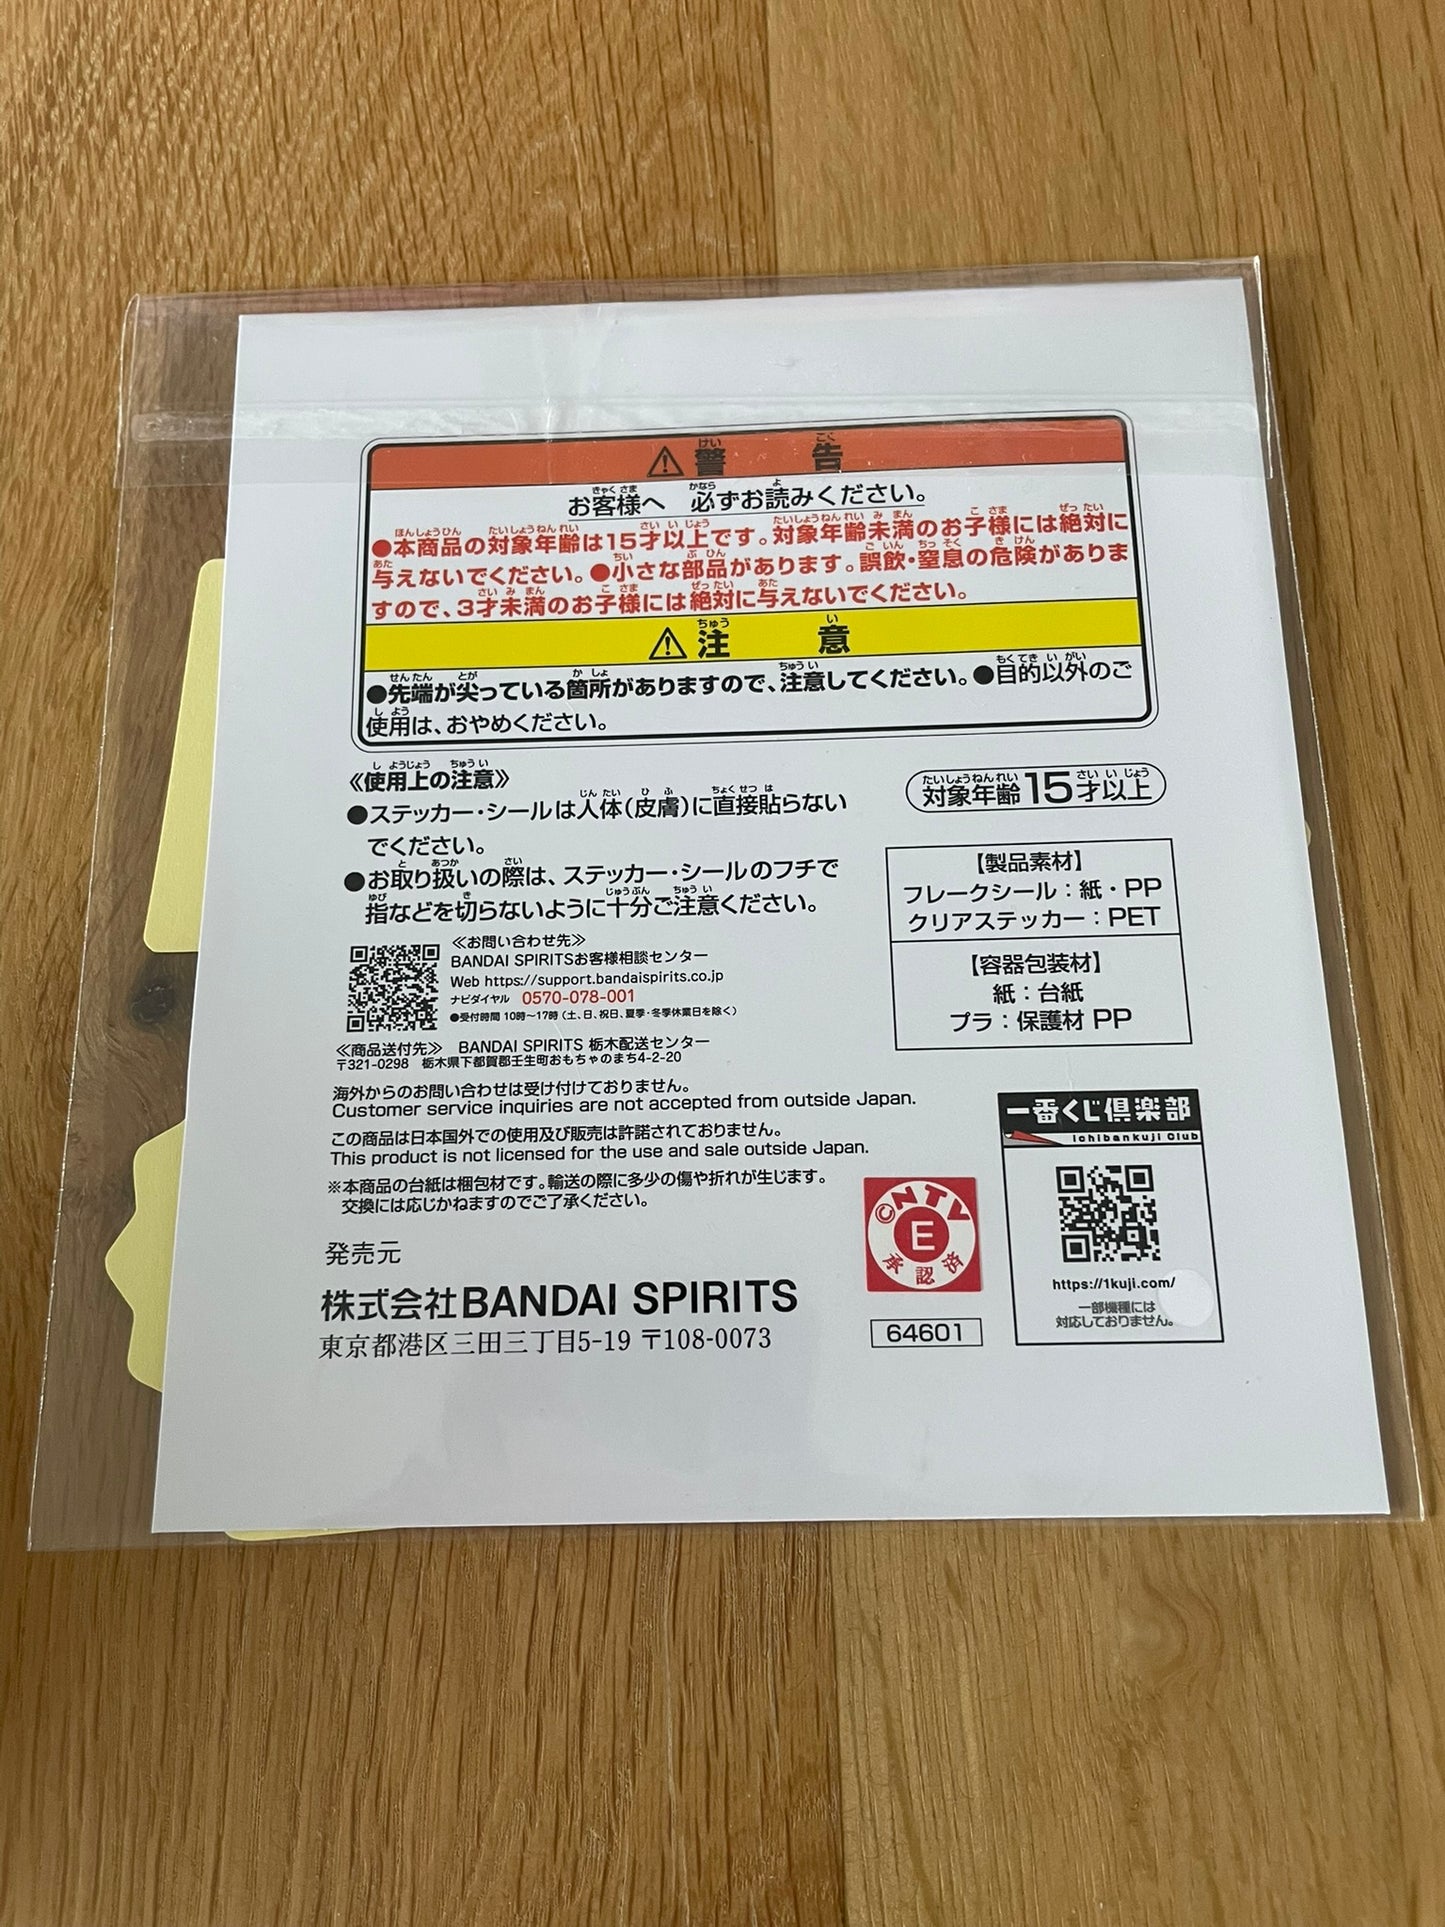 ⚠警告
お客様へ 必ずお読みください。
●本商品の対象年齢は15才以上です。対象年齢未満のお子様には絶対に
与えないでください。●小さな部品があります。誤飲・窒息の危険がありま
すので、3才未満のお子様には絶対に与えないでください。
⚠注意
●先端が尖っている箇所がありますので、注意してください。●目的以外のご
使用は、おやめください。
《使用上の注意》
●ステッカー・シールは人体(皮膚)に直接貼らない
でください。
●お取り扱いの際は、ステッカー・シールのフチで
指などを切らないように十分ご注意ください。
対象年齢15才以上
【製品素材】
フレークシール:紙・PP
クリアステッカー:PET
【容器包装材】
紙:台紙
プラ:保護材 PP
≪お問い合わせ先≫
BANDAI SPIRITSお客様相談センター
Web https://support.bandaispirits.co.jp
ナビダイヤル 0570-078-001
●受付時間 10時〜17時(土、日、祝日、夏季・冬季休業日を除く)
≪商品送付先≫ BANDAI SPIRITS 栃木配送センター
〒321-0298 栃木県下都賀郡壬生町おもちゃのまち4-2-20
海外からのお問い合わせは受け付けておりません。
Customer service inquiries are not accepted from outside Japan.
この商品は日本国外での使用及び販売は許諾されておりません。
This product is not licensed for the use and sale outside Japan.
※本商品の台紙は梱包材です。輸送の際に多少の傷や折れが生じます。
交換には応じかねますのでご了承ください。
発売元
株式会社BANDAI SPIRITS
東京都港区三田三丁目5-19 〒108-0073
©NTV
E
承認済
64601
一番くじ倶楽部
Ichibankuji Club
https://1kuji.com/
一部機種には
対応しておりません。